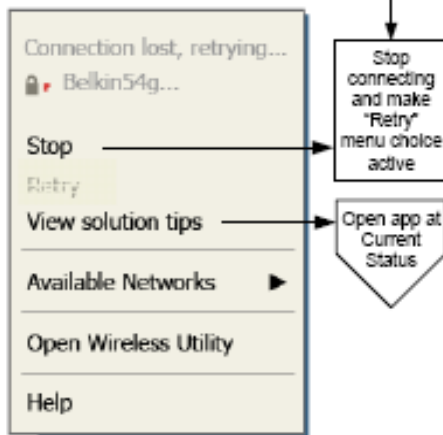 Connection lost, retrying...
Belkin54g...
Stop
Retry
View solution tips
Available Networks
Open Wireless Utility
Help
Stop
connecting
and make
"Retry"
menu choice
active
Open app at
Current
Status